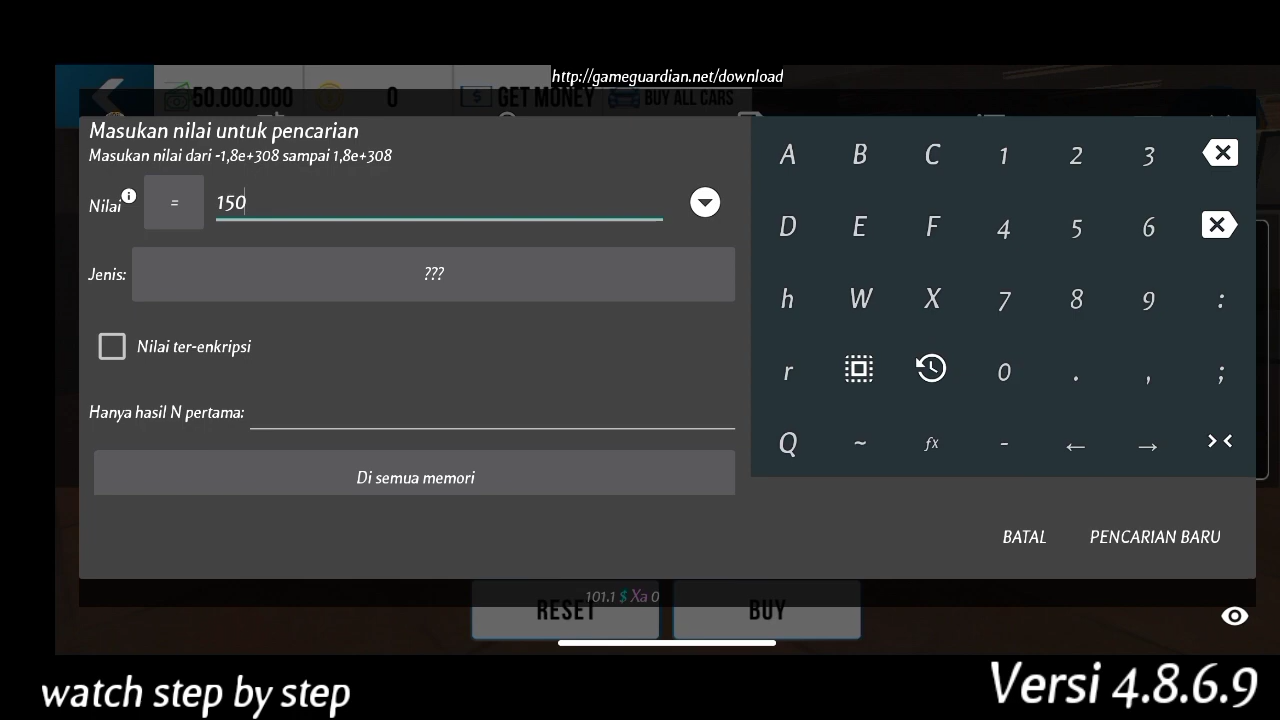 http://gameguardian.net/download
50.000.000 0 GET MONEY BUY ALL CARS
Masukan nilai untuk pencarian
Masukan nilai dari -1,8e+308 sampai 1,8e+308
Nilai = 150
Jenis: ???
Nilai ter-enkripsi
Hanya hasil N pertama:
Di semua memori
A B C 1 2 3
D E F 4 5 6
h W X 7 8 9 :
r 0 . , ;
Q ~ fx - ← →
BATAL PENCARIAN BARU
101.1 $ Xa 0
RESET BUY
watch step by step
Versi 4.8.6.9